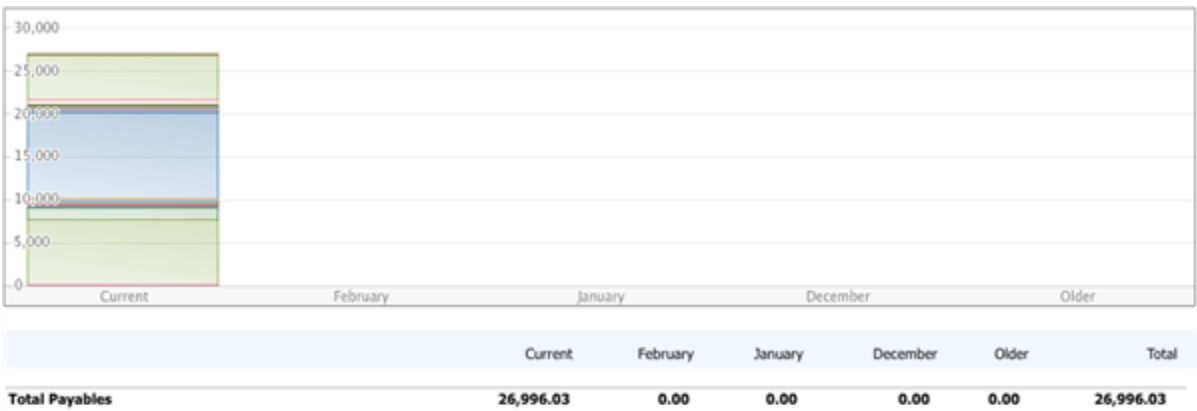 30,000
25,000
20,000
15,000
10,000
5,000
0
Current February January December Older
Current February January December Older Total
Total Payables 26,996.03 0.00 0.00 0.00 0.00 26,996.03